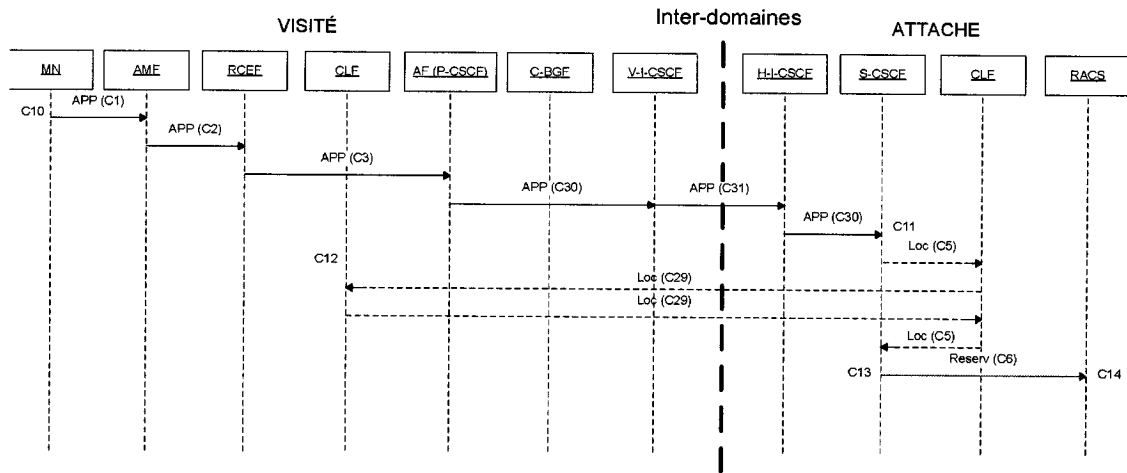 VISITÉ
Inter-domaines
ATTACHE
MN
AMF
RCEF
CLF
AF (P-CSCF)
C-BGF
V-I-CSCF
H-I-CSCF
S-CSCF
CLF
RACS
C10
APP (C1)
APP (C2)
APP (C3)
APP (C30)
APP (C31)
APP (C30)
C11
Loc (C5)
C12
Loc (C29)
Loc (C29)
Loc (C5)
Reserv (C6)
C13
C14